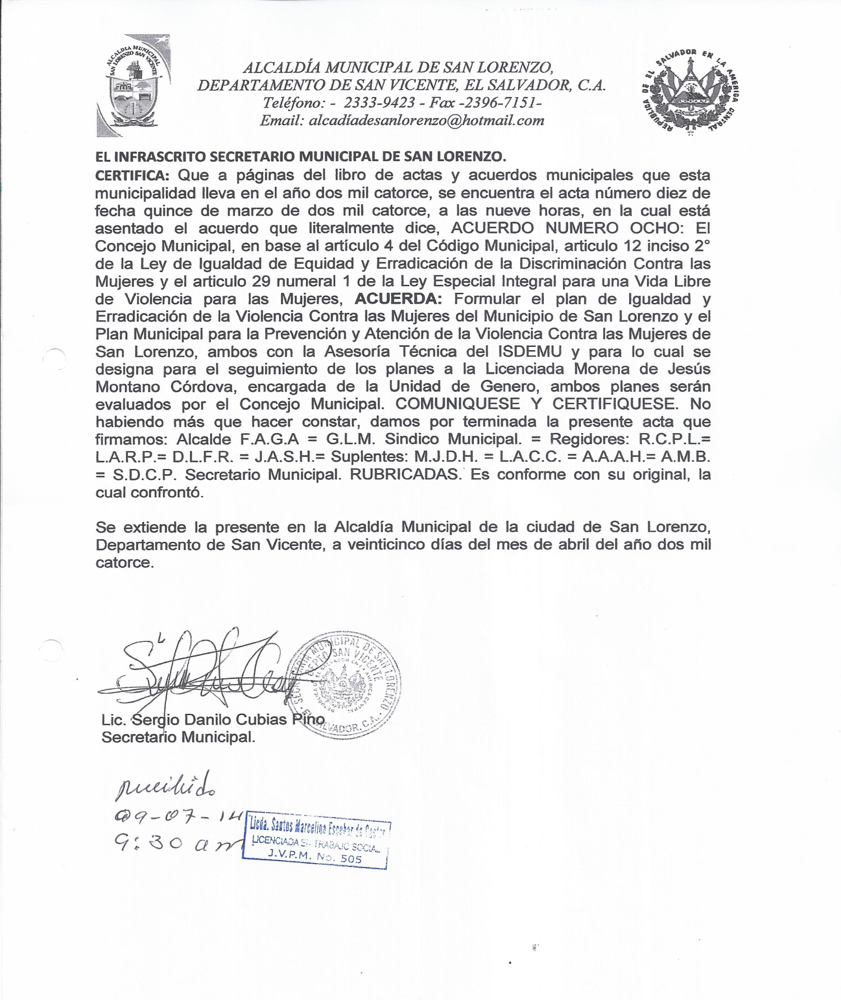 ALCALDIA MUNICIPAL
SAN LORENZO SAN VICENTE
ALCALDÍA MUNICIPAL DE SAN LORENZO,
DEPARTAMENTO DE SAN VICENTE, EL SALVADOR, C.A.
Teléfono: - 2333-9423 - Fax -2396-7151-
Email: alcadíadesanlorenzo@hotmail.com
REPUBLICA DE EL SALVADOR EN LA AMERICA CENTRAL
EL INFRASCRITO SECRETARIO MUNICIPAL DE SAN LORENZO.
CERTIFICA: Que a páginas del libro de actas y acuerdos municipales que esta
municipalidad lleva en el año dos mil catorce, se encuentra el acta número diez de
fecha quince de marzo de dos mil catorce, a las nueve horas, en la cual está
asentado el acuerdo que literalmente dice, ACUERDO NUMERO OCHO: El
Concejo Municipal, en base al artículo 4 del Código Municipal, articulo 12 inciso 2°
de la Ley de Igualdad de Equidad y Erradicación de la Discriminación Contra las
Mujeres y el articulo 29 numeral 1 de la Ley Especial Integral para una Vida Libre
de Violencia para las Mujeres, ACUERDA: Formular el plan de Igualdad y
Erradicación de la Violencia Contra las Mujeres del Municipio de San Lorenzo y el
Plan Municipal para la Prevención y Atención de la Violencia Contra las Mujeres de
San Lorenzo, ambos con la Asesoría Técnica del ISDEMU y para lo cual se
designa para el seguimiento de los planes a la Licenciada Morena de Jesús
Montano Córdova, encargada de la Unidad de Genero, ambos planes serán
evaluados por el Concejo Municipal. COMUNIQUESE Y CERTIFIQUESE. No
habiendo más que hacer constar, damos por terminada la presente acta que
firmamos: Alcalde F.A.G.A = G.L.M. Sindico Municipal. = Regidores: R.C.P.L.=
L.A.R.P.= D.L.F.R. = J.A.S.H.= Suplentes: M.J.D.H. = L.A.C.C. = A.A.A.H.= A.M.B.
= S.D.C.P. Secretario Municipal. RUBRICADAS. Es conforme con su original, la
cual confrontó.
Se extiende la presente en la Alcaldía Municipal de la ciudad de San Lorenzo,
Departamento de San Vicente, a veinticinco días del mes de abril del año dos mil
catorce.
SECRETARIA MUNICIPAL DE SAN LORENZO
DEPTO SAN VICENTE
REPUBLICA DE EL SALVADOR EN LA AMERICA CENTRAL
- EL SALVADOR, C.A. -
Lic. Sergio Danilo Cubias Pino
Secretario Municipal.
recibido
09-07-14
9:30 am
Licda. Santos Marcelina Escobar de Castro
LICENCIADA EN TRABAJO SOCIAL
J.V.P.M. No. 505